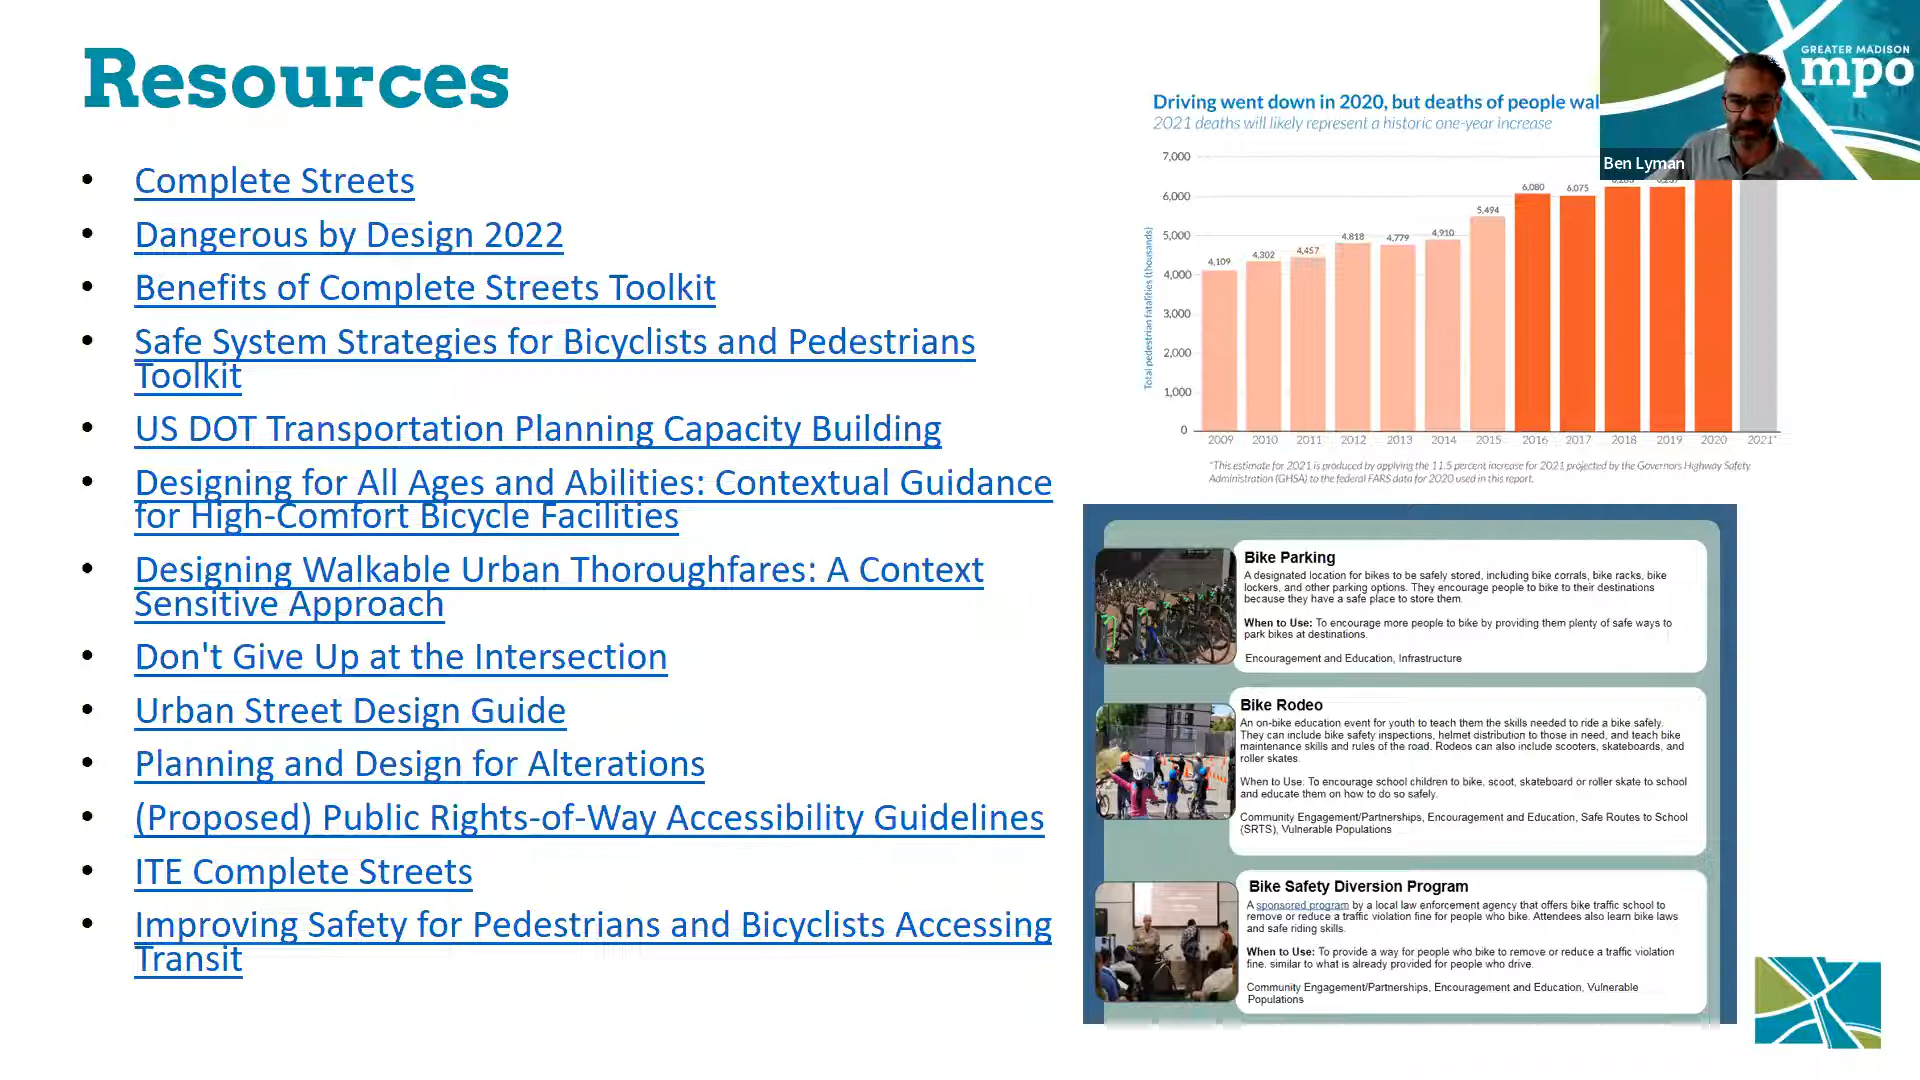 Resources
Complete Streets
Dangerous by Design 2022
Benefits of Complete Streets Toolkit
Safe System Strategies for Bicyclists and Pedestrians
Toolkit
US DOT Transportation Planning Capacity Building
Designing for All Ages and Abilities: Contextual Guidance
for High-Comfort Bicycle Facilities
Designing Walkable Urban Thoroughfares: A Context
Sensitive Approach
Don't Give Up at the Intersection
Urban Street Design Guide
Planning and Design for Alterations
(Proposed) Public Rights-of-Way Accessibility Guidelines
ITE Complete Streets
Improving Safety for Pedestrians and Bicyclists Accessing
Transit
Driving went down in 2020, but deaths of people
2021 deaths will likely represent a historic one-year increase
Total pedestrian fatalities (thousands)
7,000
6,000
5,000
4,000
3,000
2,000
1,000
0
4,109
4,302
4,457
4,818
4,779
4,910
5,494
6,080
6,075
2009 2010 2011 2012 2013 2014 2015 2016 2017 2018 2019 2020 2021*
*This estimate for 2021 is produced by applying the 11.5 percent increase for 2021 projected by the Governors Highway Safety
Administration (GHSA) to the federal FARS data for 2020 used in this report.
GREATER MADISON
mpo
Ben Lyman
Bike Parking
A designated location for bikes to be safely stored, including bike corrals, bike racks, bike
lockers, and other parking options. They encourage people to bike to their destinations
because they have a safe place to store them.
When to Use: To encourage more people to bike by providing them plenty of safe ways to
park bikes at destinations.
Encouragement and Education, Infrastructure
Bike Rodeo
An on-bike education event for youth to teach them the skills needed to ride a bike safely.
They can include bike safety inspections, helmet distribution to those in need, and teach bike
maintenance skills and rules of the road. Rodeos can also include scooters, skateboards, and
roller skates.
When to Use: To encourage school children to bike, scoot, skateboard or roller skate to school
and educate them on how to do so safely.
Community Engagement/Partnerships, Encouragement and Education, Safe Routes to School
(SRTS), Vulnerable Populations
Bike Safety Diversion Program
A sponsored program by a local law enforcement agency that offers bike traffic school to
remove or reduce a traffic violation fine for people who bike. Attendees also learn bike laws
and safe riding skills.
When to Use: To provide a way for people who bike to remove or reduce a traffic violation
fine. similar to what is already provided for people who drive.
Community Engagement/Partnerships, Encouragement and Education, Vulnerable
Populations